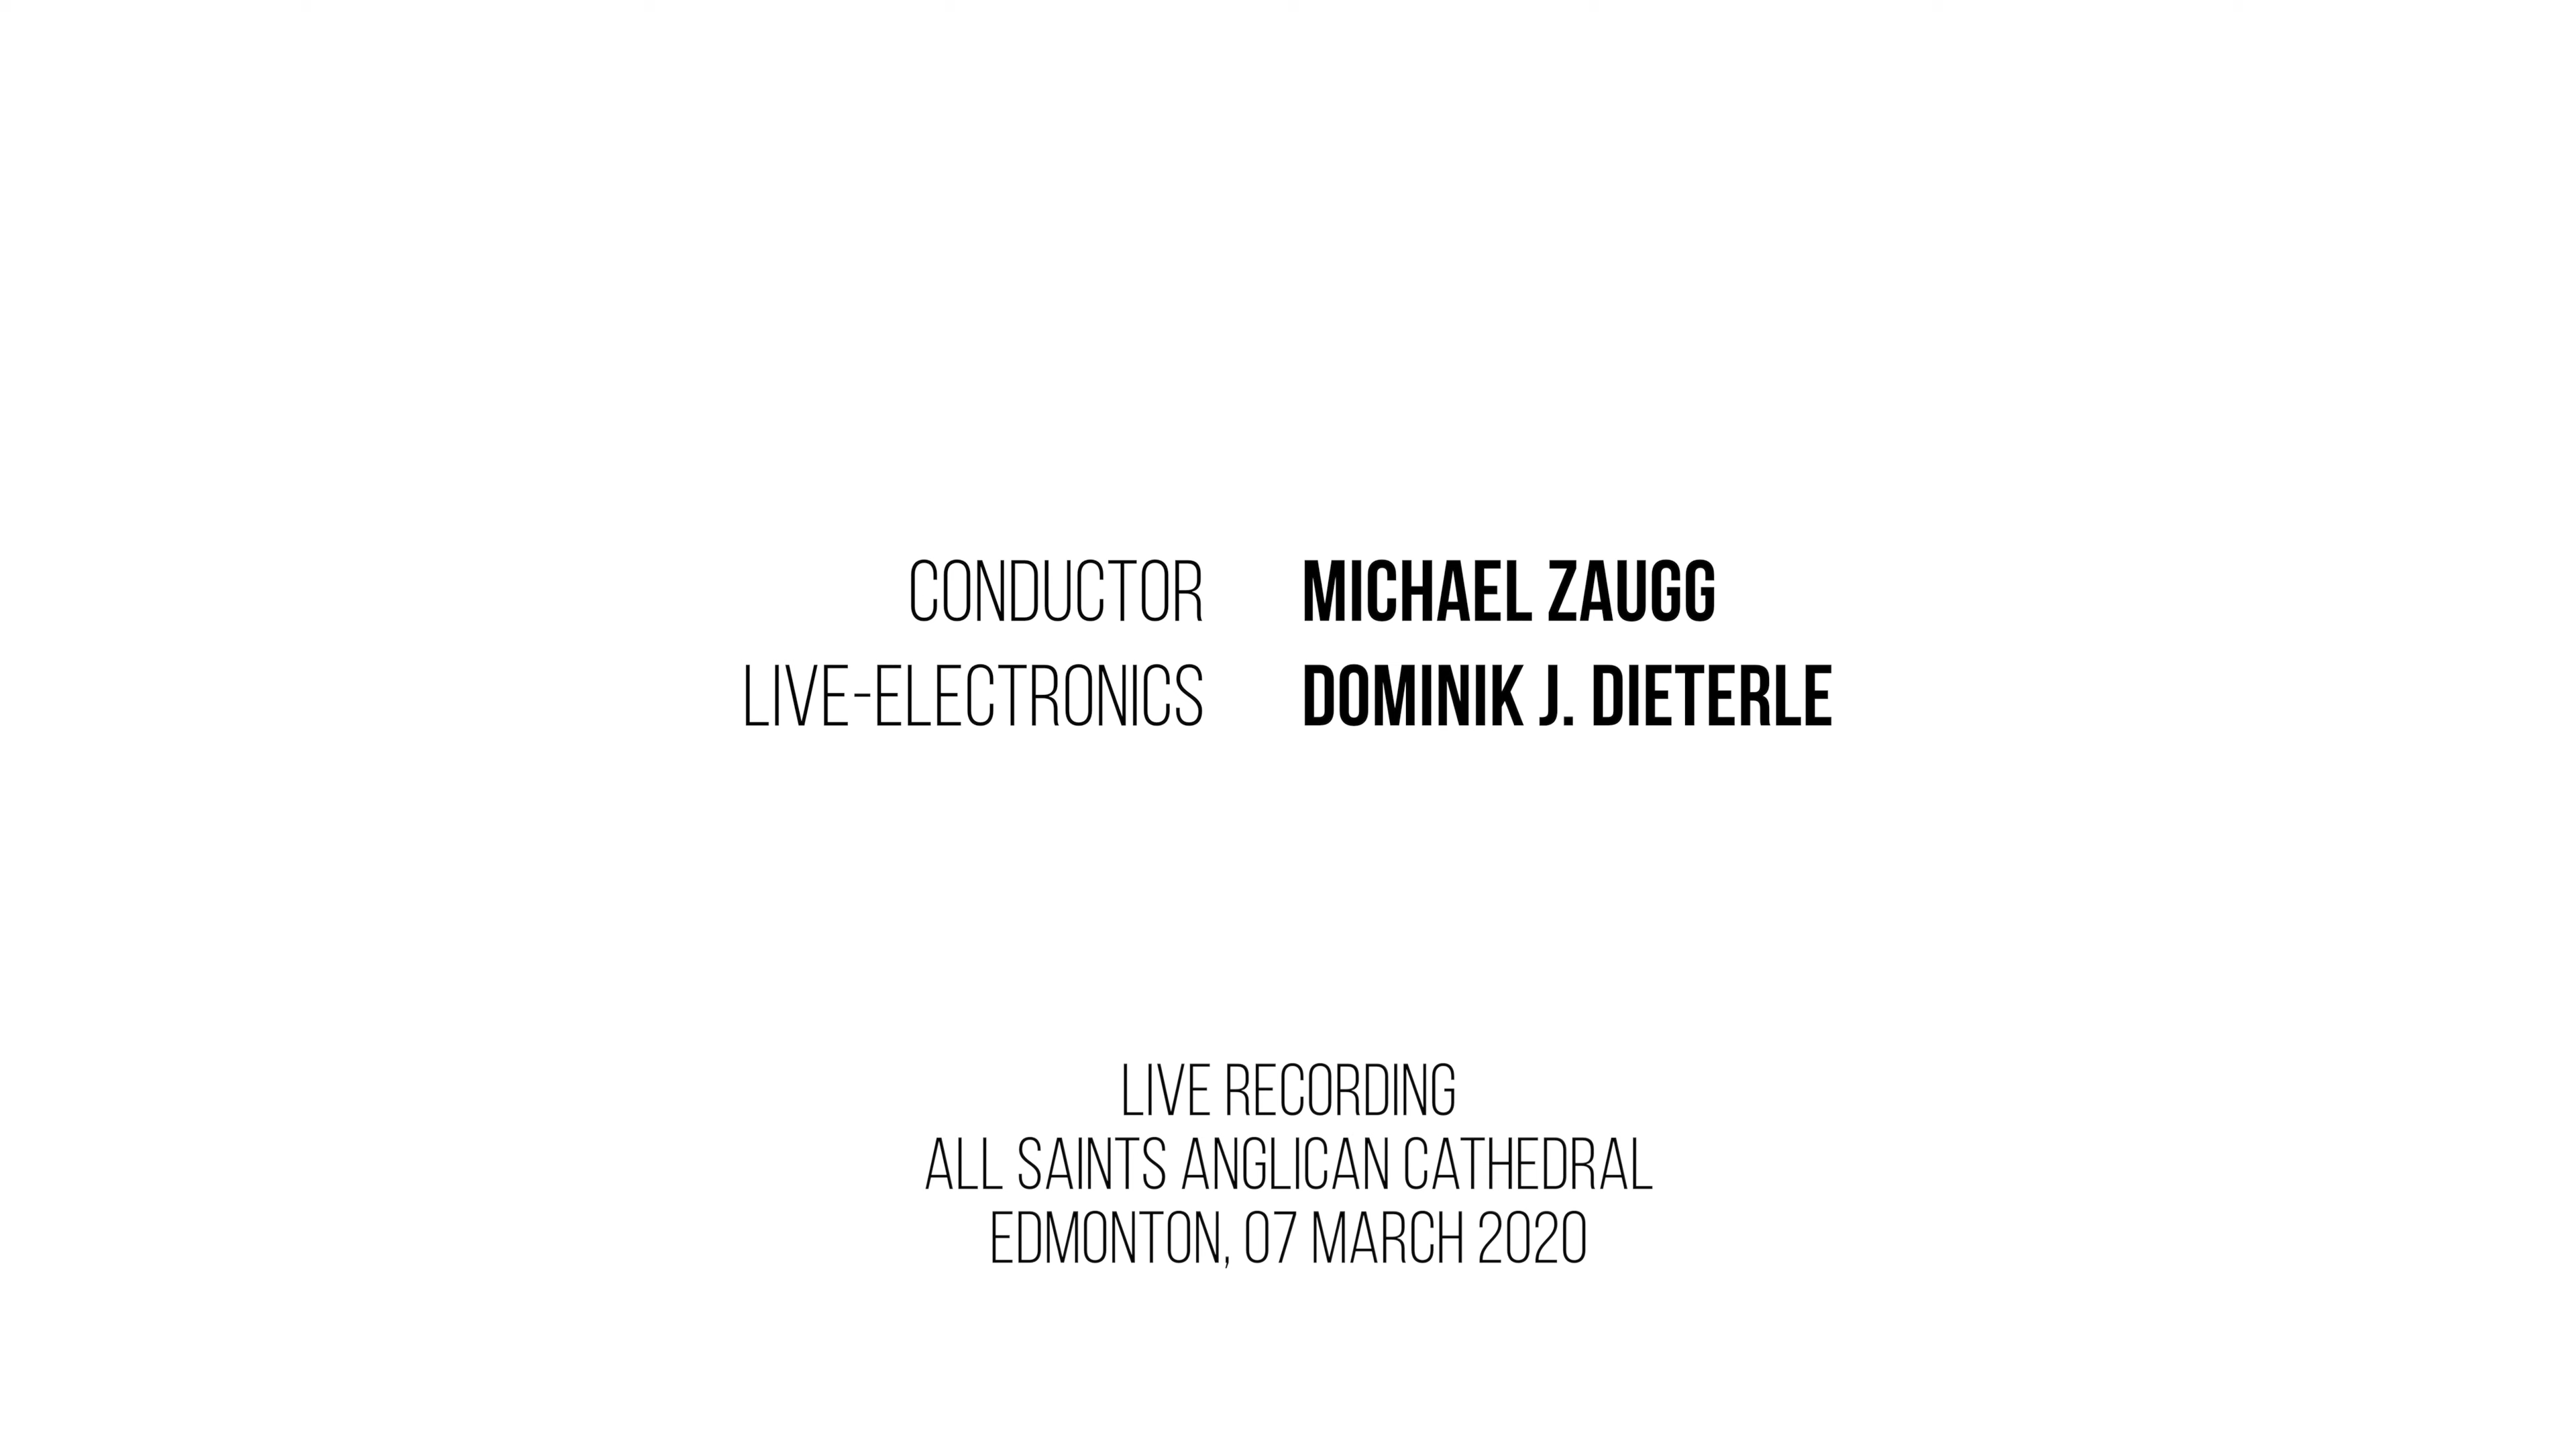 CONDUCTOR MICHAEL ZAUGG
LIVE-ELECTRONICS DOMINIK J. DIETERLE
LIVE RECORDING
ALL SAINTS ANGLICAN CATHEDRAL
EDMONTON, 07 MARCH 2020